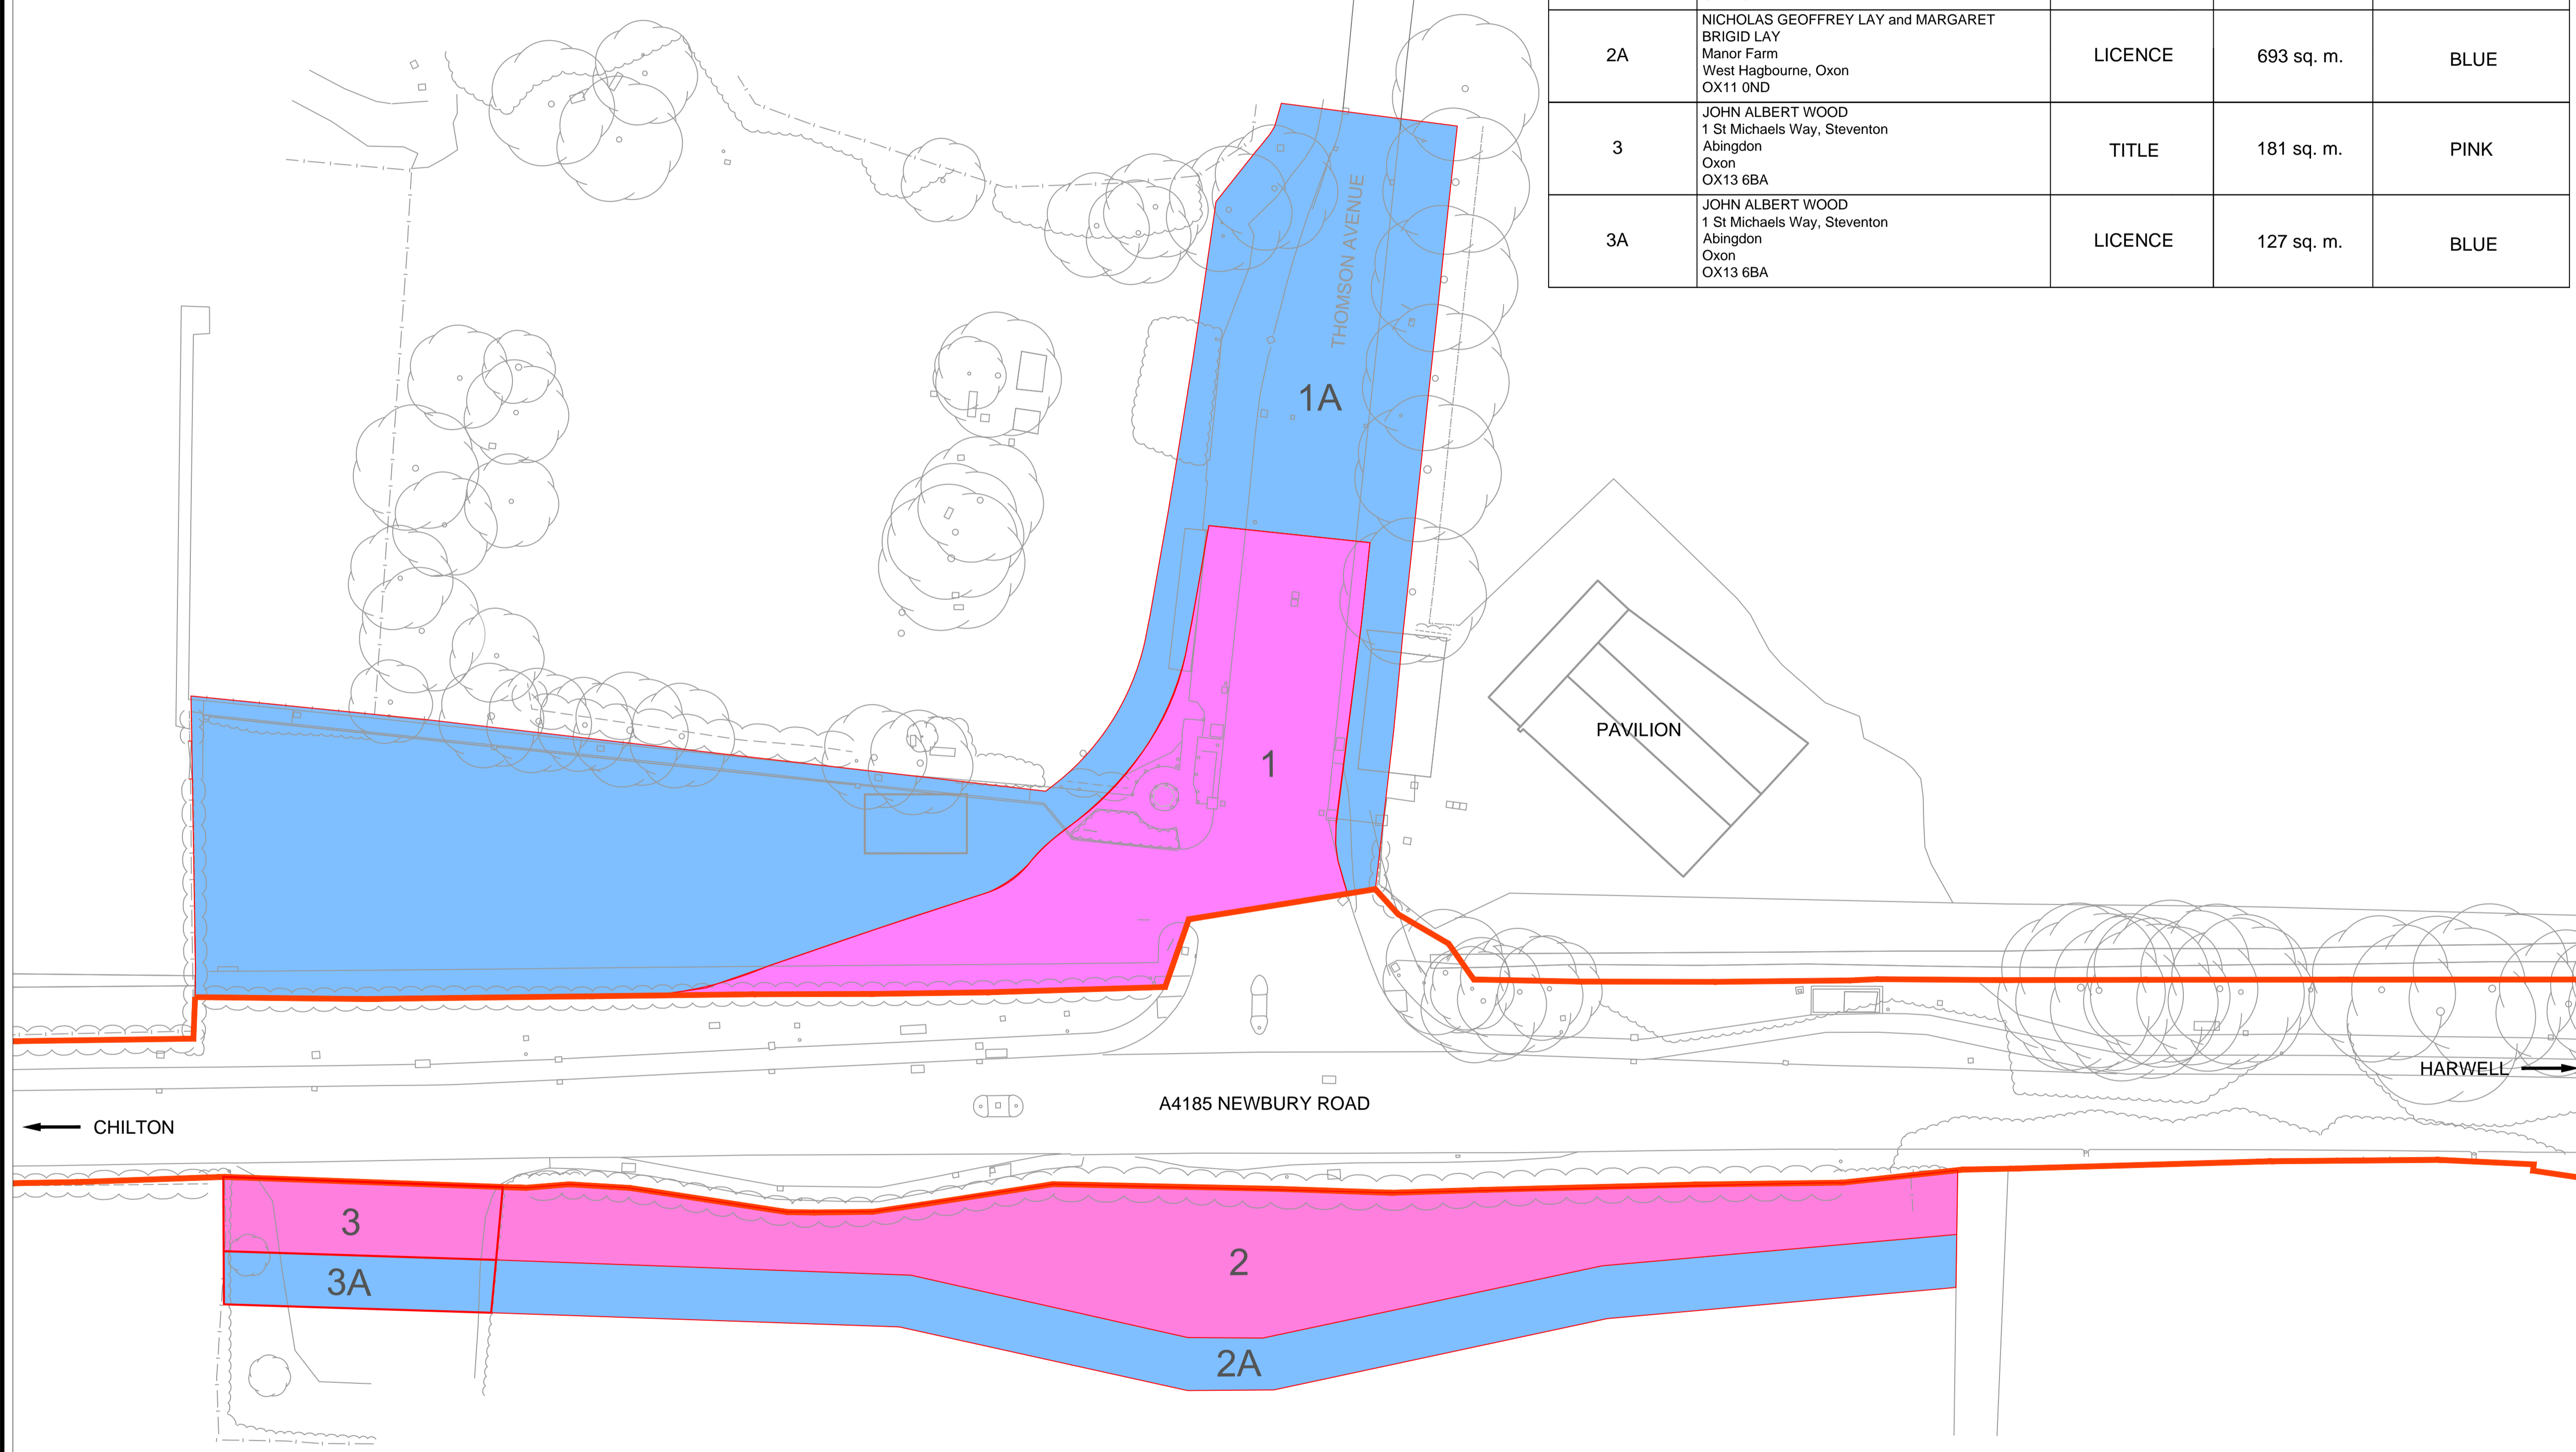 2A
NICHOLAS GEOFFREY LAY and MARGARET
BRIGID LAY
Manor Farm
West Hagbourne, Oxon
OX11 0ND
LICENCE
693 sq. m.
BLUE
3
JOHN ALBERT WOOD
1 St Michaels Way, Steventon
Abingdon
Oxon
OX13 6BA
TITLE
181 sq. m.
PINK
3A
JOHN ALBERT WOOD
1 St Michaels Way, Steventon
Abingdon
Oxon
OX13 6BA
LICENCE
127 sq. m.
BLUE
THOMSON AVENUE
1A
PAVILION
1
HARWELL
A4185 NEWBURY ROAD
CHILTON
3
2
3A
2A